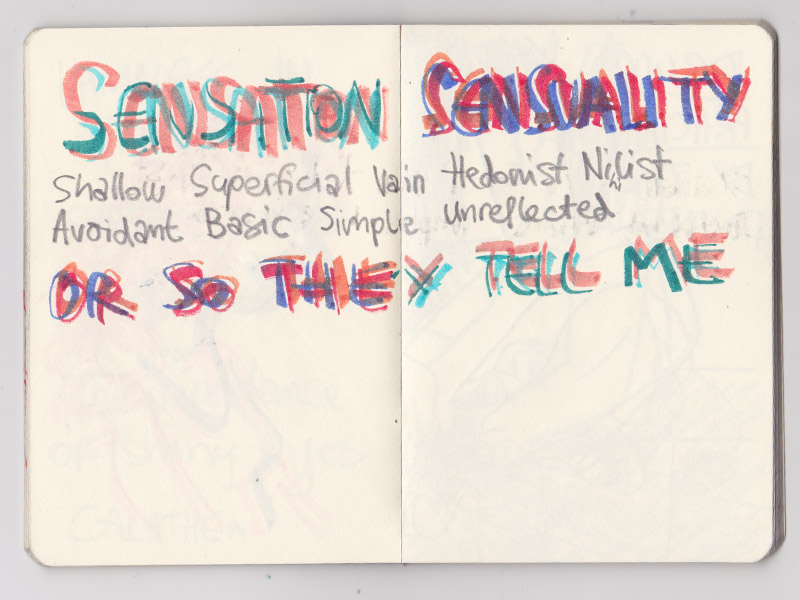 SENSATION SENSUALITY
Shallow Superficial Vain Hedonist Nihilist
Avoidant Basic Simple unreflected
OR SO THEY TELL ME